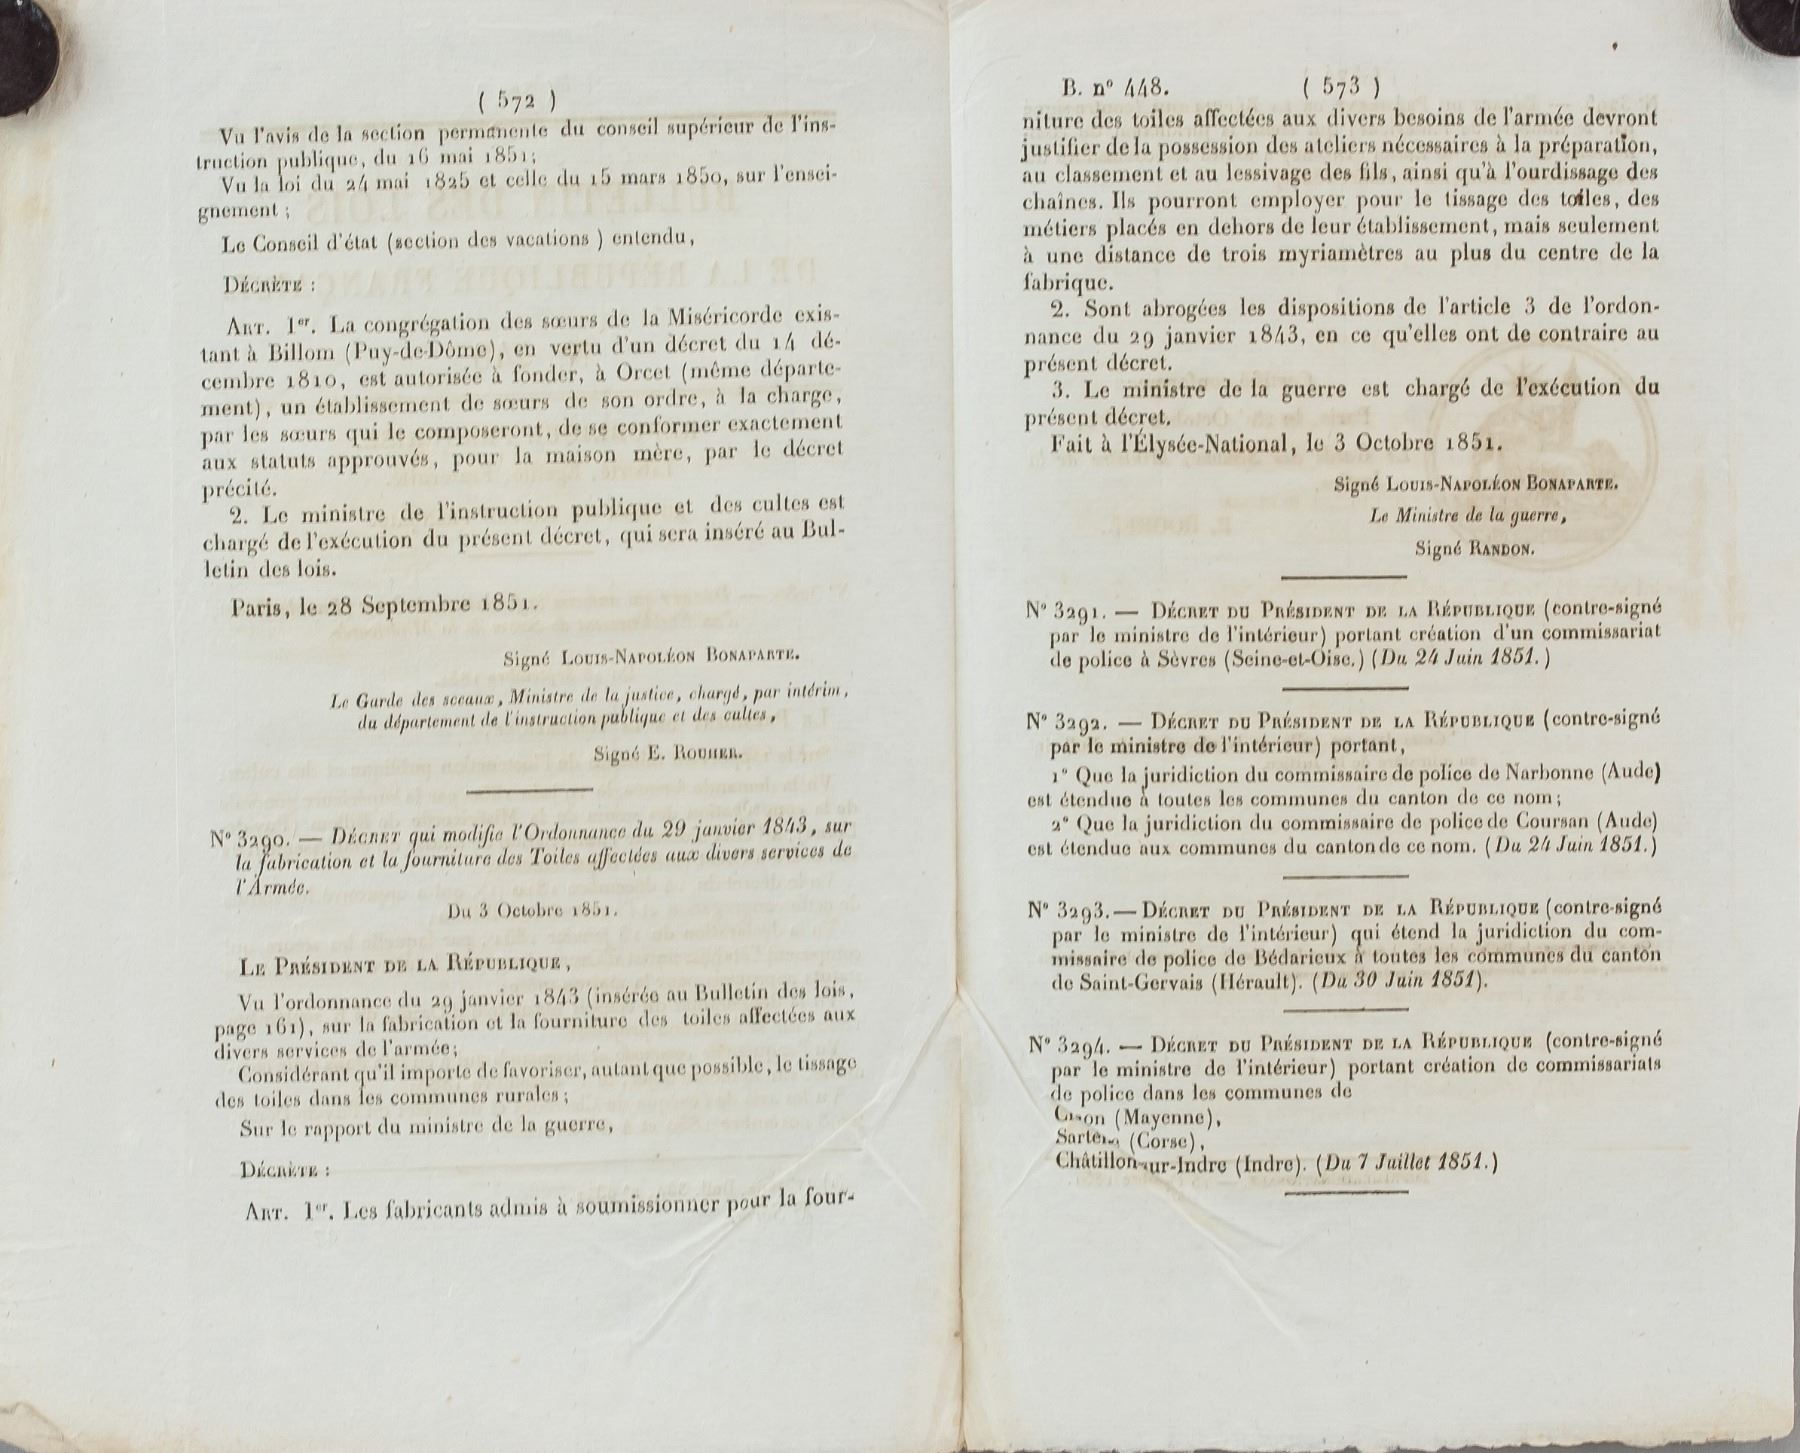 ( 572 )
Vu l'avis de la section permanente du conseil supérieur de l'ins-
truction publique, du 16 mai 1851;
Vu la loi du 24 mai 1825 et celle du 15 mars 1850, sur l'ensei-
gnement ;
Le Conseil d'état (section des vacations ) entendu,
DÉCRÈTE :
ART. 1er. La congrégation des sœurs de la Miséricorde exis-
tant à Billom (Puy-de-Dôme), en vertu d'un décret du 14 dé-
cembre 1810, est autorisée à fonder, à Orcet (même départe-
ment), un établissement de sœurs de son ordre, à la charge,
par les sœurs qui le composeront, de se conformer exactement
aux statuts approuvés, pour la maison mère, par le décret
précité.
2. Le ministre de l'instruction publique et des cultes est
chargé de l'exécution du présent décret, qui sera inséré au Bul-
letin des lois.
Paris, le 28 Septembre 1851.
Signé LOUIS-NAPOLÉON BONAPARTE.
Le Garde des sceaux, Ministre de la justice, chargé, par intérim,
du département de l'instruction publique et des cultes,
Signé E. ROUHER.
N° 3290. — DÉCRET qui modifie l'Ordonnance du 29 janvier 1843, sur
la fabrication et la fourniture des Toiles affectées aux divers services de
l'Armée.
Du 3 Octobre 1851.
LE PRÉSIDENT DE LA RÉPUBLIQUE,
Vu l'ordonnance du 29 janvier 1843 (insérée au Bulletin des lois,
page 161), sur la fabrication et la fourniture des toiles affectées aux
divers services de l'armée;
Considérant qu'il importe de favoriser, autant que possible, le tissage
des toiles dans les communes rurales;
Sur le rapport du ministre de la guerre,
DÉCRÈTE :
ART. 1er. Les fabricants admis à soumissionner pour la four-
B. n° 448. ( 573 )
niture des toiles affectées aux divers besoins de l'armée devront
justifier de la possession des ateliers nécessaires à la préparation,
au classement et au lessivage des fils, ainsi qu'à l'ourdissage des
chaînes. Ils pourront employer pour le tissage des toiles, des
métiers placés en dehors de leur établissement, mais seulement
à une distance de trois myriamètres au plus du centre de la
fabrique.
2. Sont abrogées les dispositions de l'article 3 de l'ordon-
nance du 29 janvier 1843, en ce qu'elles ont de contraire au
présent décret.
3. Le ministre de la guerre est chargé de l'exécution du
présent décret.
Fait à l'Élysée-National, le 3 Octobre 1851.
Signé LOUIS-NAPOLÉON BONAPARTE.
Le Ministre de la guerre,
Signé RANDON.
N° 3291. — DÉCRET DU PRÉSIDENT DE LA RÉPUBLIQUE (contre-signé
par le ministre de l'intérieur) portant création d'un commissariat
de police à Sèvres (Seine-et-Oise.) (Du 24 Juin 1851.)
N° 3292. — DÉCRET DU PRÉSIDENT DE LA RÉPUBLIQUE (contre-signé
par le ministre de l'intérieur) portant,
1° Que la juridiction du commissaire de police de Narbonne (Aude)
est étendue à toutes les communes du canton de ce nom;
2° Que la juridiction du commissaire de police de Coursan (Aude)
est étendue aux communes du canton de ce nom. (Du 24 Juin 1851.)
N° 3293. — DÉCRET DU PRÉSIDENT DE LA RÉPUBLIQUE (contre-signé
par le ministre de l'intérieur) qui étend la juridiction du com-
missaire de police de Bédarieux à toutes les communes du canton
de Saint-Gervais (Hérault). (Du 30 Juin 1851).
N° 3294. — DÉCRET DU PRÉSIDENT DE LA RÉPUBLIQUE (contre-signé
par le ministre de l'intérieur) portant création de commissariats
de police dans les communes de
(Mayenne),
Sartène (Corse),
Châtillon-sur-Indre (Indre). (Du 7 Juillet 1851.)